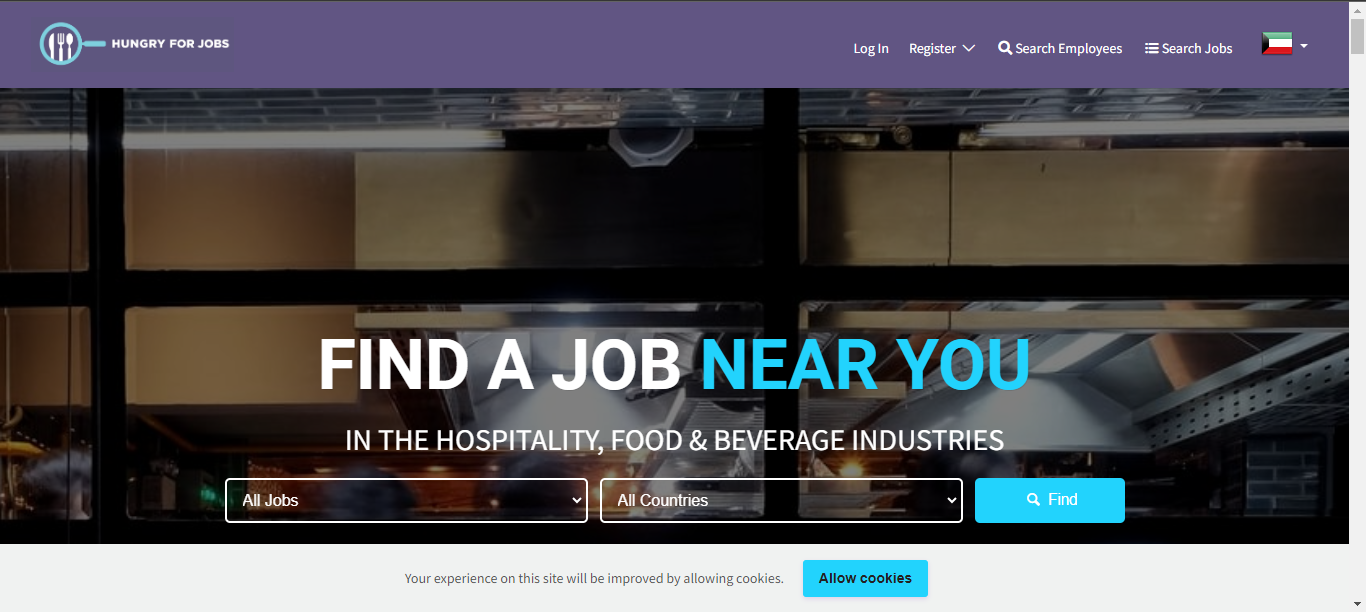 HUNGRY FOR JOBS
Log In Register Search Employees Search Jobs
FIND A JOB NEAR YOU
IN THE HOSPITALITY, FOOD & BEVERAGE INDUSTRIES
All Jobs All Countries Find
Your experience on this site will be improved by allowing cookies. Allow cookies